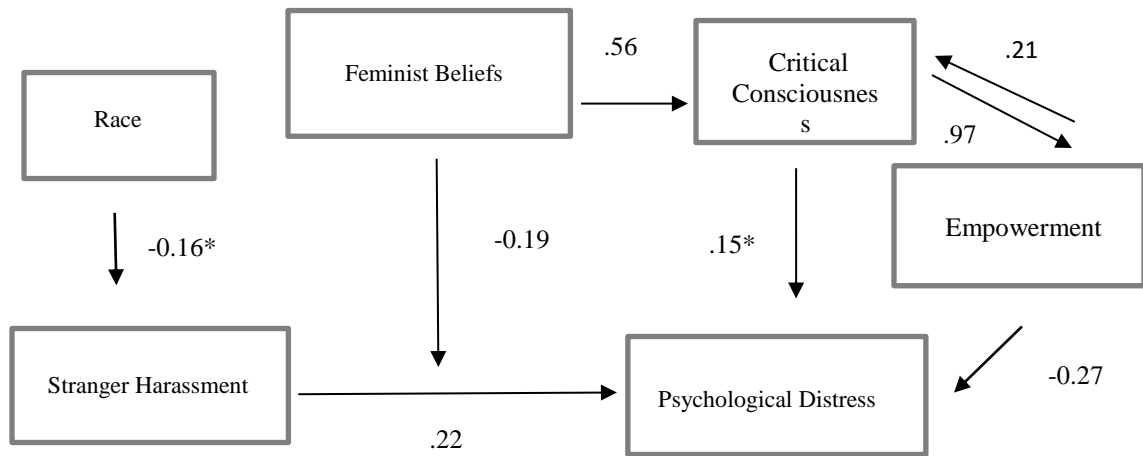 .56
.21
Feminist Beliefs
Critical
Consciousnes
s
Race
.97
Empowerment
-0.16*
-0.19
.15*
Stranger Harassment
Psychological Distress
-0.27
.22